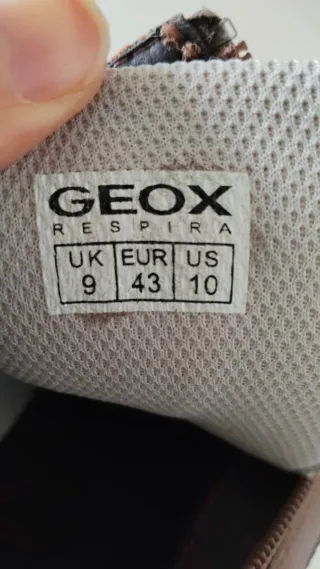 GEOX
RESPIRA
UK EUR US
9 43 10